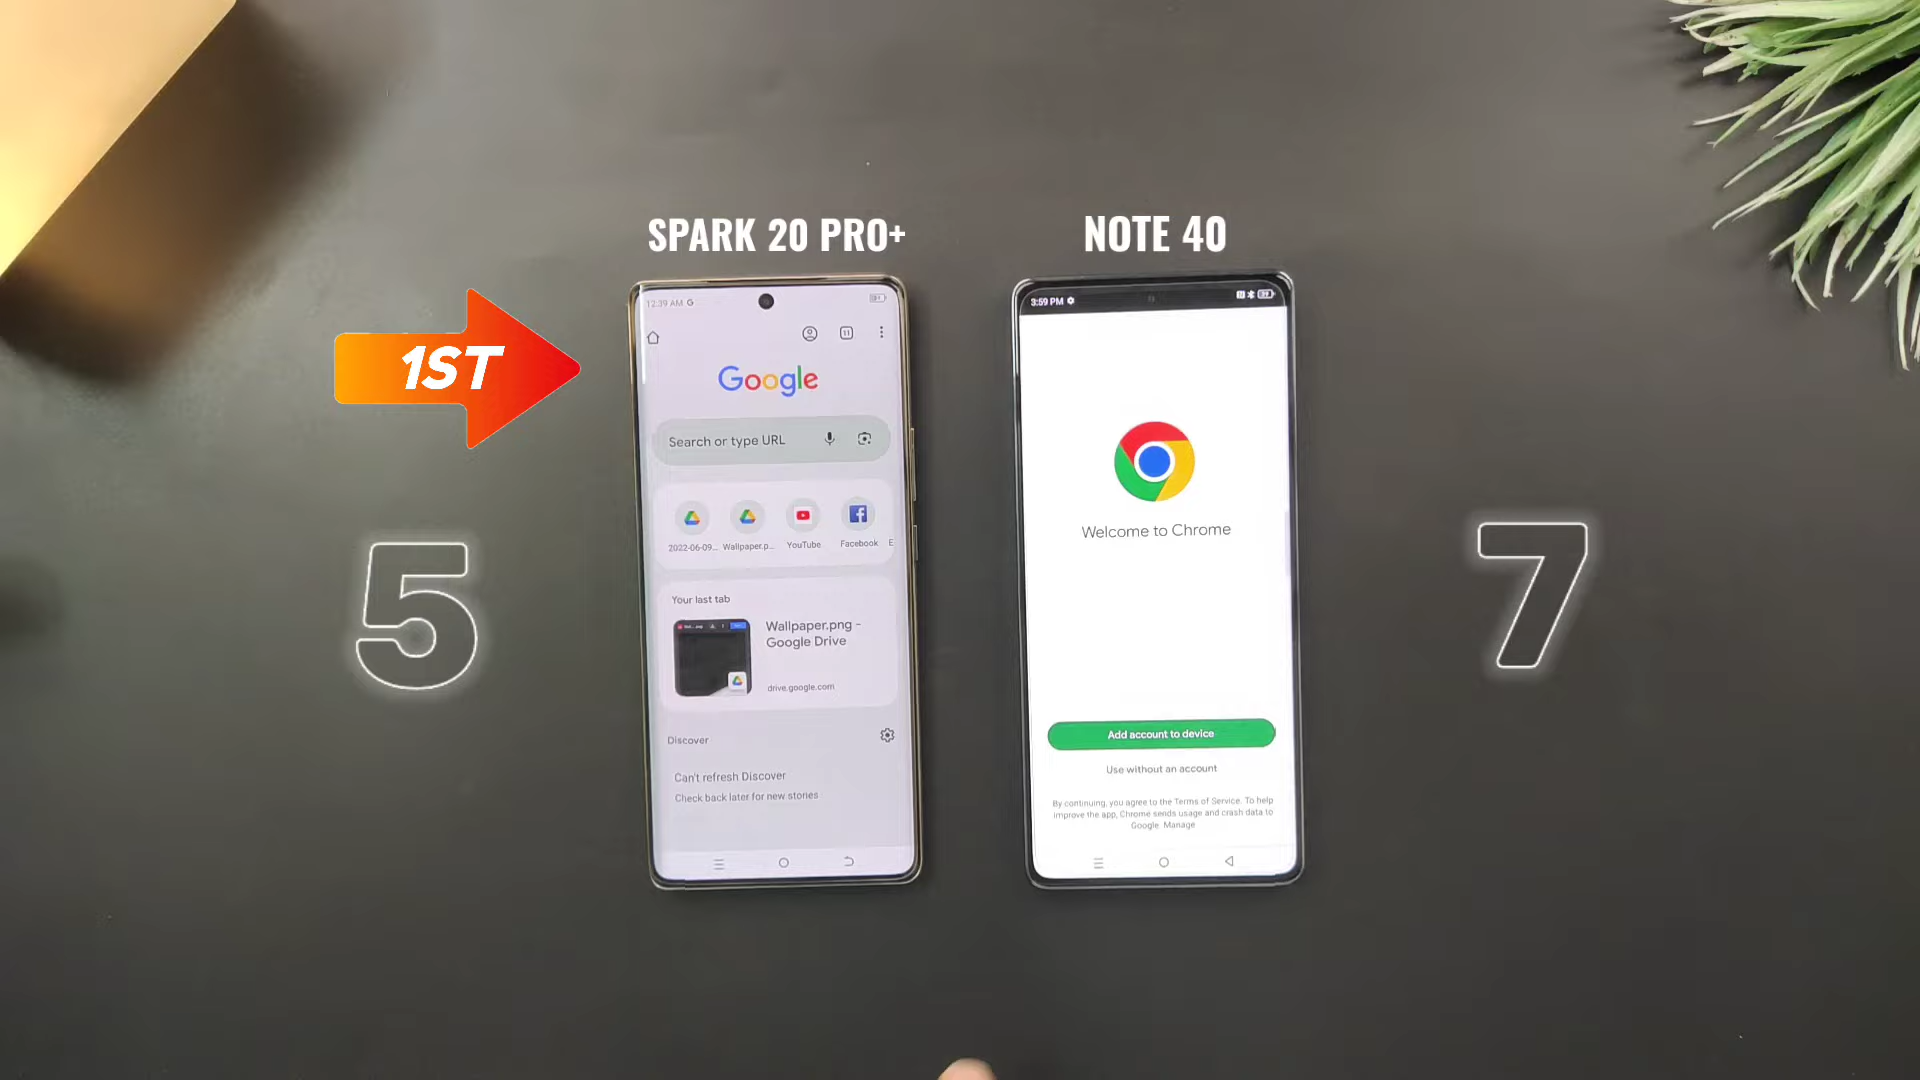 SPARK 20 PRO+
NOTE 40
1ST
5
7
12:39 AM G
11
Google
Search or type URL
2022-06-09...
Wallpaper.p...
YouTube
Facebook
E
Your last tab
Wallpaper.png -
Google Drive
drive.google.com
Discover
Can't refresh Discover
Check back later for new stories
3:59 PM
Welcome to Chrome
Add account to device
Use without an account
By continuing, you agree to the Terms of Service. To help
improve the app, Chrome sends usage and crash data to
Google. Manage